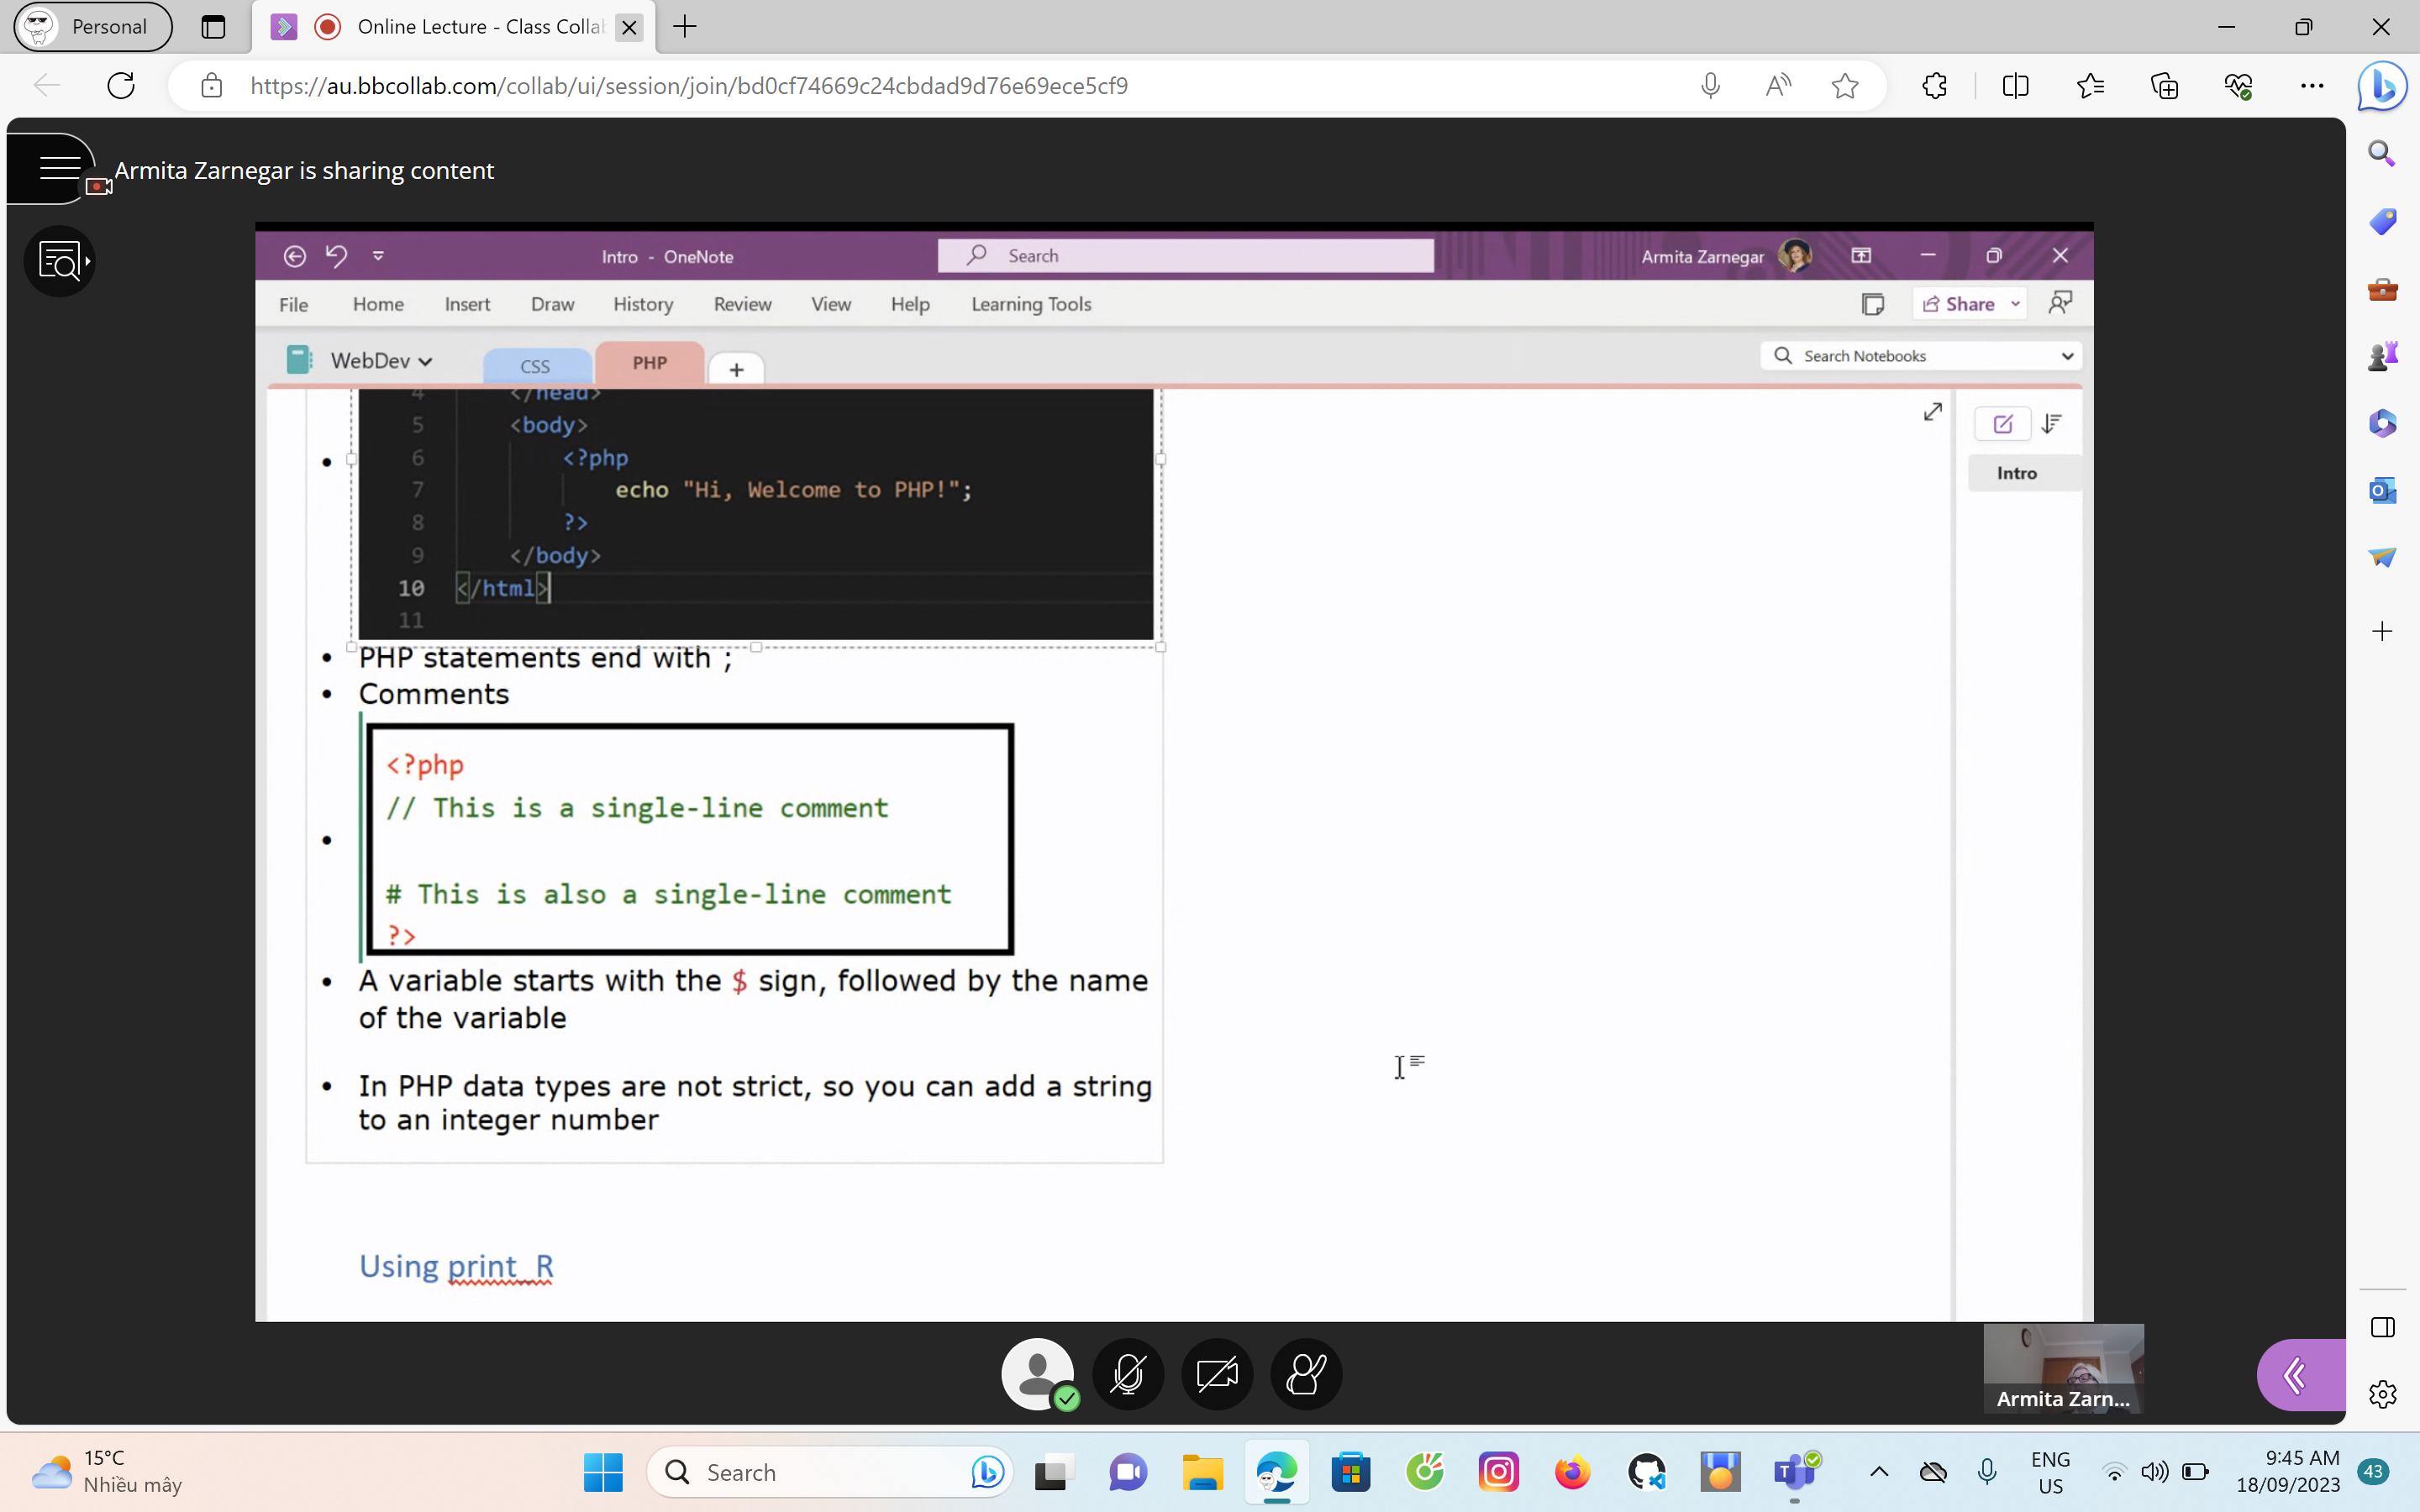 Personal
Online Lecture - Class Collab
https://au.bbcollab.com/collab/ui/session/join/bd0cf74669c24cbdad9d76e69ece5cf9
Armita Zarnegar is sharing content
Intro - OneNote
Search
Armita Zarnegar
File Home Insert Draw History Review View Help Learning Tools
Share
WebDev CSS PHP +
Search Notebooks
Intro
4 </head>
5 <body>
6 <?php
7 echo "Hi, Welcome to PHP!";
8 ?>
9 </body>
10 </html>
11
• PHP statements end with ;
• Comments
<?php
// This is a single-line comment
# This is also a single-line comment
?>
• A variable starts with the $ sign, followed by the name
of the variable
• In PHP data types are not strict, so you can add a string
to an integer number
Using print_R
Armita Zarn...
15°C
Nhiều mây
Search
ENG
US
9:45 AM
18/09/2023
43